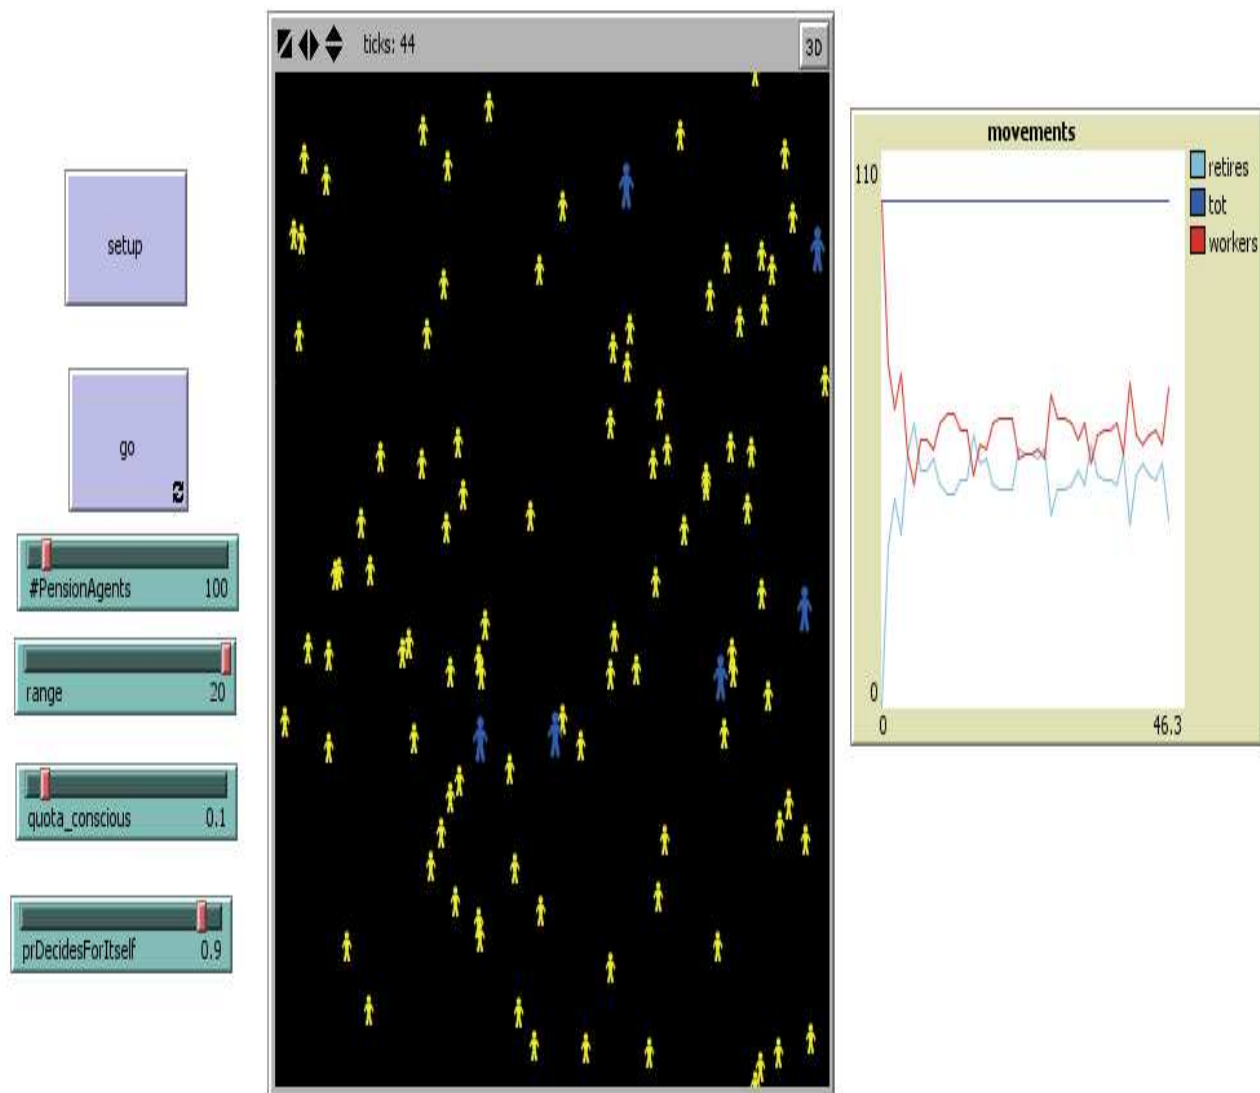 ticks: 44
3D
setup
go
#PensionAgents 100
range 20
quota_conscious 0.1
prDecidesForItself 0.9
movements
110
0
0
46.3
retires
tot
workers